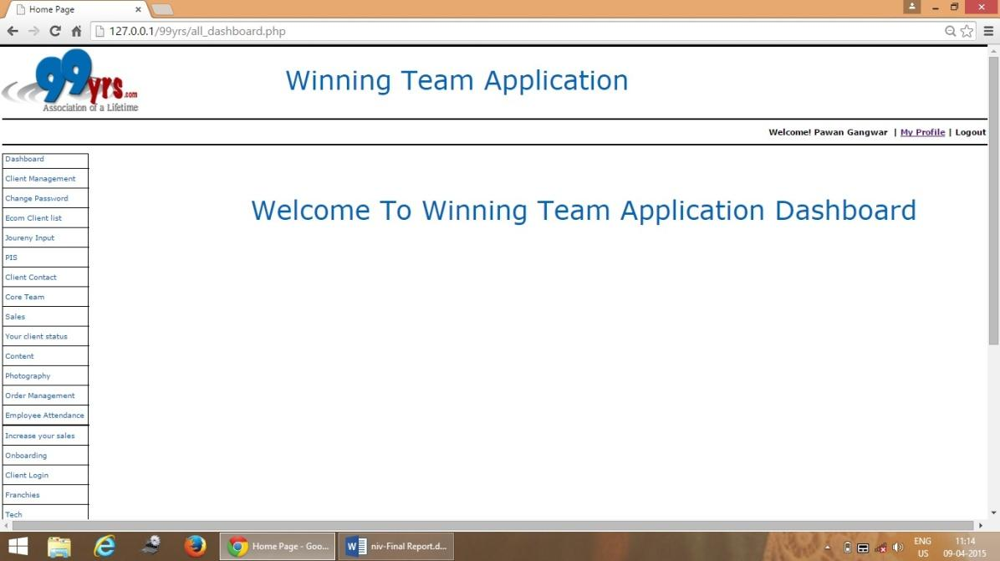 Home Page
127.0.0.1/99yrs/all_dashboard.php
99yrs.com
Association of a Lifetime
Winning Team Application
Welcome! Pawan Gangwar | My Profile | Logout
Dashboard
Client Management
Change Password
Ecom Client list
Joureny Input
PIS
Client Contact
Core Team
Sales
Your client status
Content
Photography
Order Management
Employee Attendance
Increase your sales
Onboarding
Client Login
Franchies
Tech
Welcome To Winning Team Application Dashboard
Home Page - Goo...
niv-Final Report.d...
ENG
US
11:14
09-04-2015